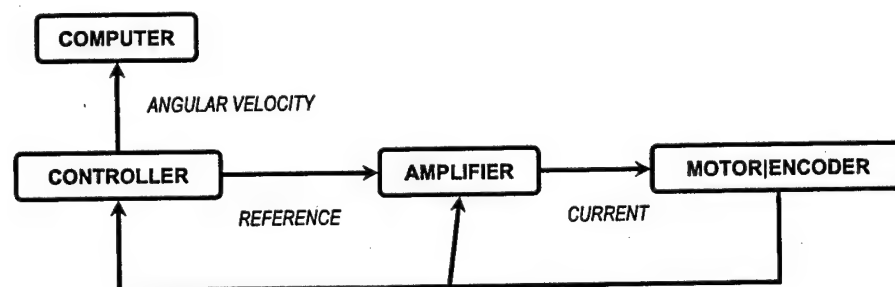 COMPUTER
ANGULAR VELOCITY
CONTROLLER
AMPLIFIER
MOTOR|ENCODER
REFERENCE
CURRENT